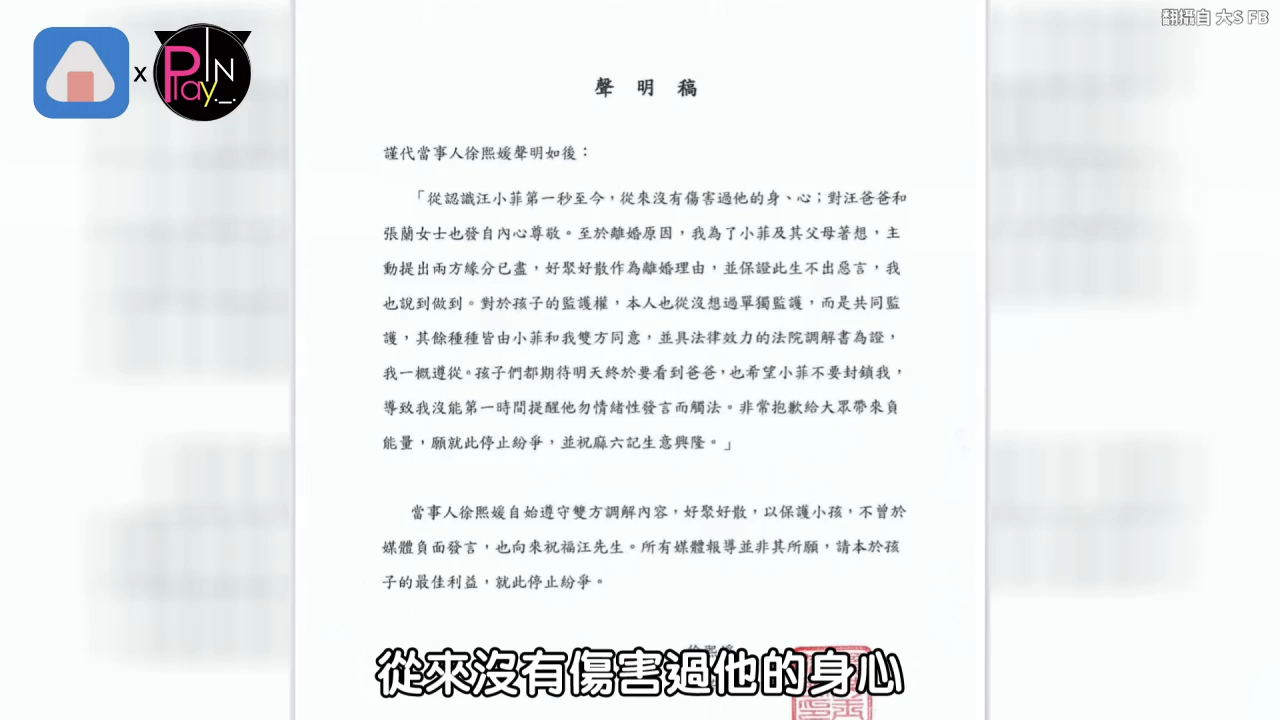 翻攝自 大S FB
x
Play IN
聲明稿
謹代當事人徐熙媛聲明如後：
「從認識汪小菲第一秒至今，從來沒有傷害過他的身、心；對汪爸爸和
張蘭女士也發自內心尊敬。至於離婚原因，我為了小菲及其父母著想，主
動提出兩方緣分已盡，好聚好散作為離婚理由，並保證此生不出惡言，我
也說到做到。對於孩子的監護權，本人也從沒想過單獨監護，而是共同監
護，其餘種種皆由小菲和我雙方同意，並具法律效力的法院調解書為證，
我一概遵從。孩子們都期待明天終於要看到爸爸，也希望小菲不要封鎖我，
導致我沒能第一時間提醒他勿情緒性發言而觸法。非常抱歉給大眾帶來負
能量，願就此停止紛爭，並祝麻六記生意興隆。」
當事人徐熙媛自始遵守雙方調解內容，好聚好散，以保護小孩，不曾於
媒體負面發言，也向來祝福汪先生。所有媒體報導並非其所願，請本於孩
子的最佳利益，就此停止紛爭。
從來沒有傷害過他的身心